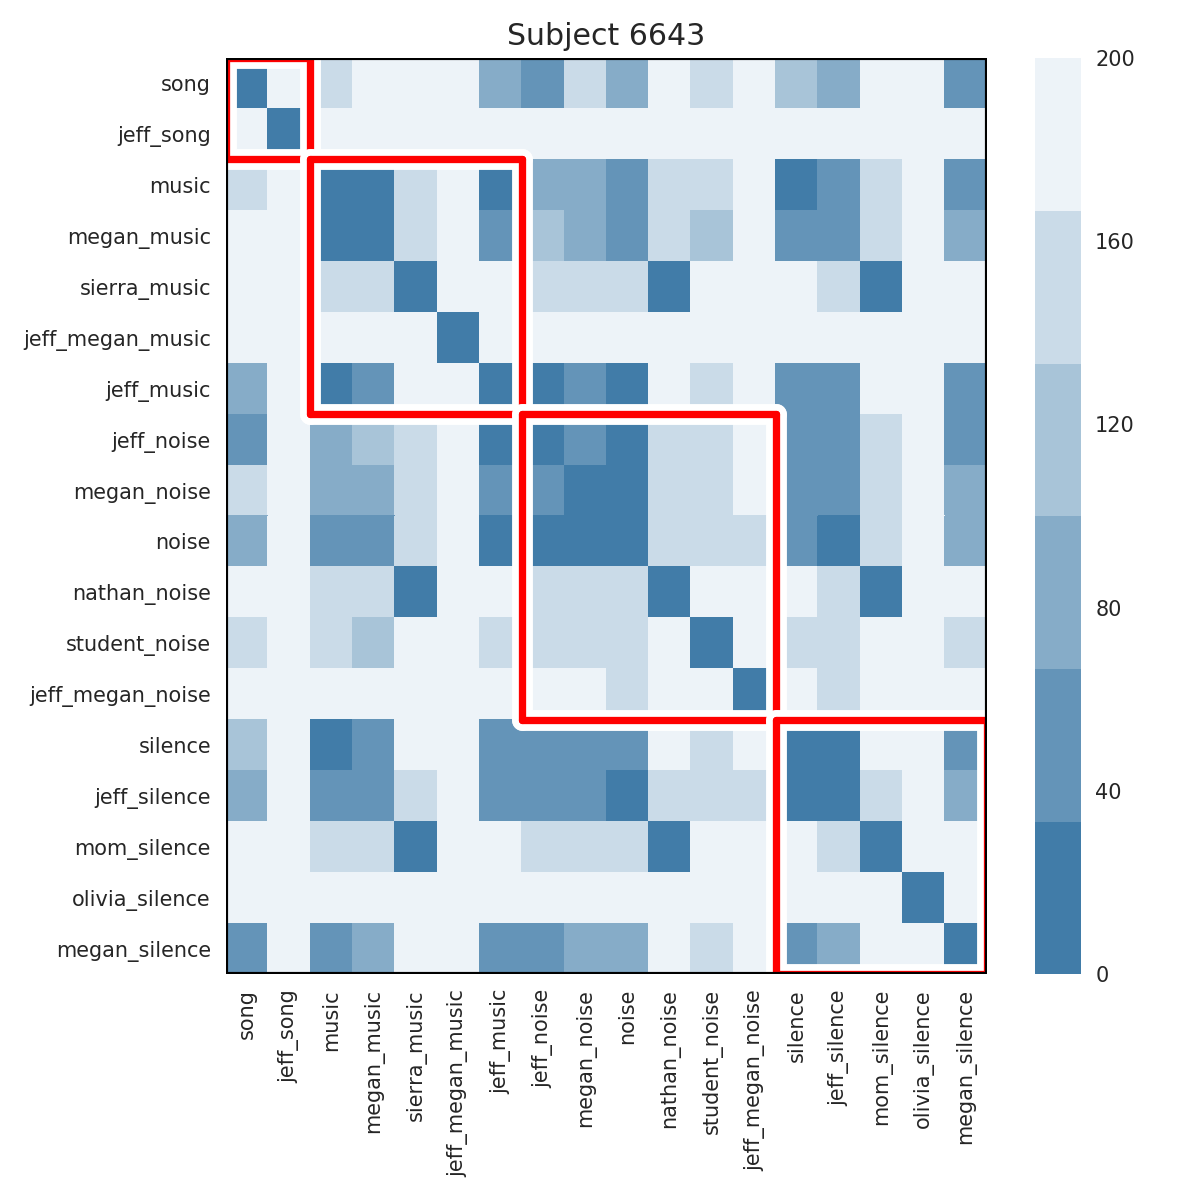 Subject 6643
song
jeff_song
music
megan_music
sierra_music
jeff_megan_music
jeff_music
jeff_noise
megan_noise
noise
nathan_noise
student_noise
jeff_megan_noise
silence
jeff_silence
mom_silence
olivia_silence
megan_silence
song
jeff_song
music
megan_music
sierra_music
jeff_megan_music
jeff_music
jeff_noise
megan_noise
noise
nathan_noise
student_noise
jeff_megan_noise
silence
jeff_silence
mom_silence
olivia_silence
megan_silence
200
160
120
80
40
0